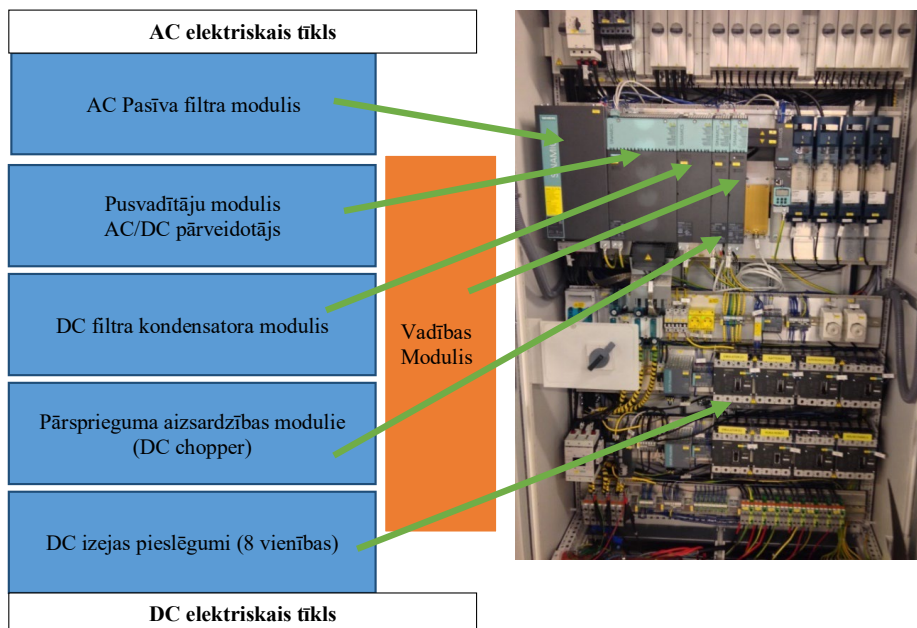 AC elektriskais tīkls
AC Pasīva filtra modulis
Pusvadītāju modulis
AC/DC pārveidotājs
DC filtra kondensatora modulis
Vadības
Modulis
Pārsprieguma aizsardzības modulie
(DC chopper)
DC izejas pieslēgumi (8 vienības)
DC elektriskais tīkls